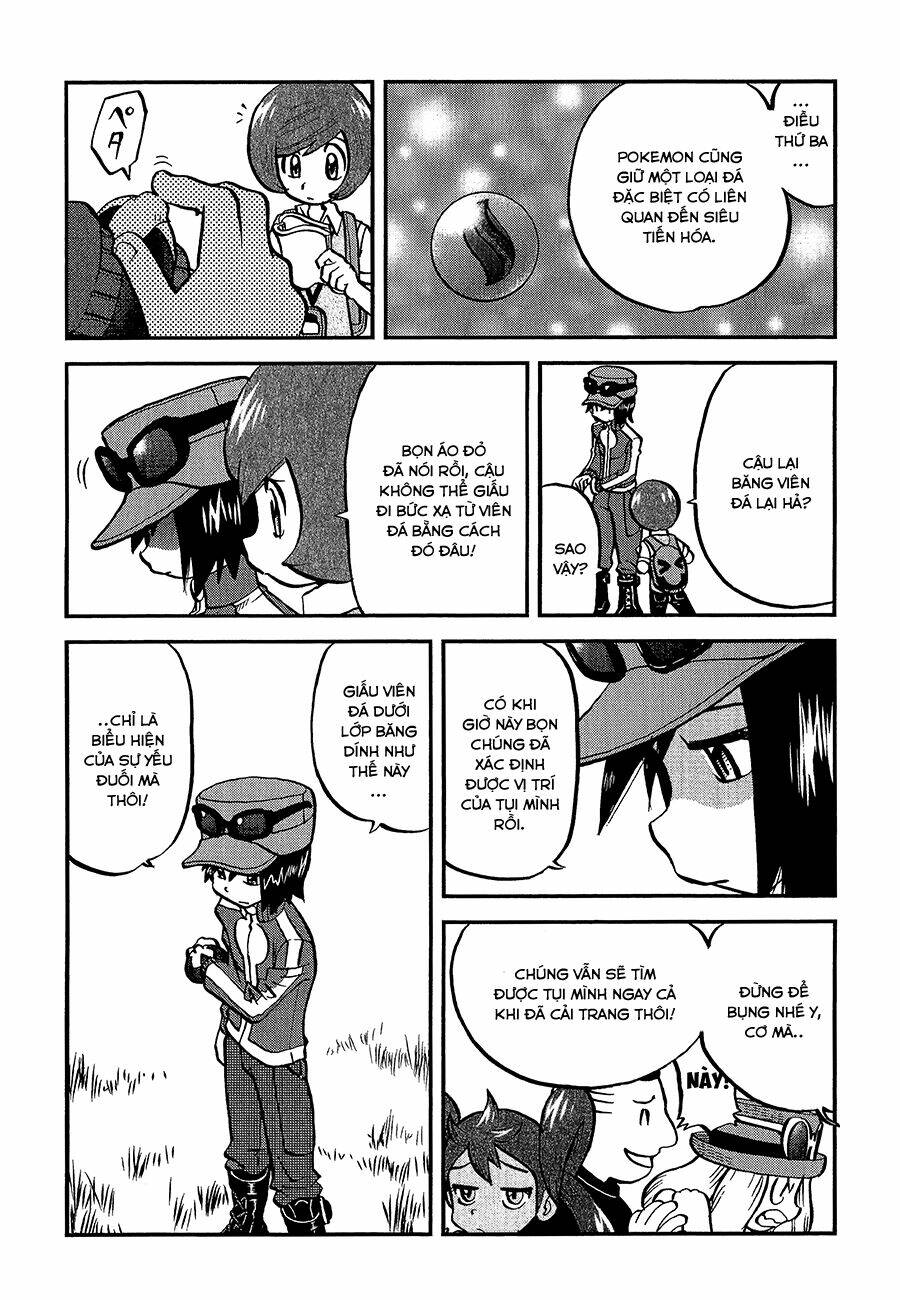 ...
ĐIỀU
THỨ BA
...
POKEMON CŨNG
GIỮ MỘT LOẠI ĐÁ
ĐẶC BIỆT CÓ LIÊN
QUAN ĐẾN SIÊU
TIẾN HÓA.
ペタ
CẬU LẠI
BĂNG VIÊN
ĐÁ LẠI HẢ?
SAO
VẬY?
BỌN ÁO ĐỎ
ĐÃ NÓI RỒI, CẬU
KHÔNG THỂ GIẤU
ĐI BỨC XẠ TỪ VIÊN
ĐÁ BẰNG CÁCH
ĐÓ ĐÂU!
CÓ KHI
GIỜ NÀY BỌN
CHÚNG ĐÃ
XÁC ĐỊNH
ĐƯỢC VỊ TRÍ
CỦA TỤI MÌNH
RỒI.
GIẤU VIÊN
ĐÁ DƯỚI
LỚP BĂNG
DÍNH NHƯ
THẾ NÀY
...
..CHỈ LÀ
BIỂU HIỆN
CỦA SỰ YẾU
ĐUỐI MÀ
THÔI!
ĐỪNG ĐỂ
BỤNG NHÉ Y,
CƠ MÀ..
CHÚNG VẪN SẼ TÌM
ĐƯỢC TỤI MÌNH NGAY CẢ
KHI ĐÃ CẢI TRANG THÔI!
NÀY!